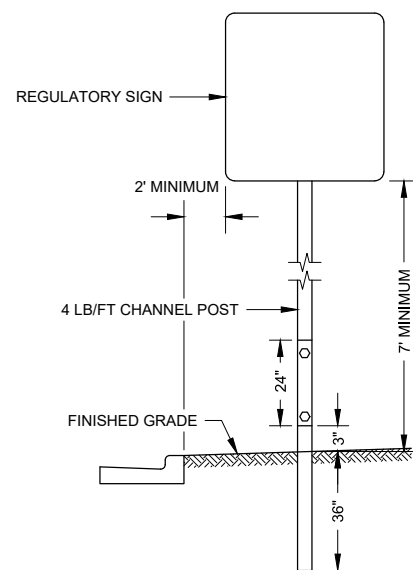 REGULATORY SIGN
2' MINIMUM
4 LB/FT CHANNEL POST
7' MINIMUM
24"
FINISHED GRADE
3"
36"